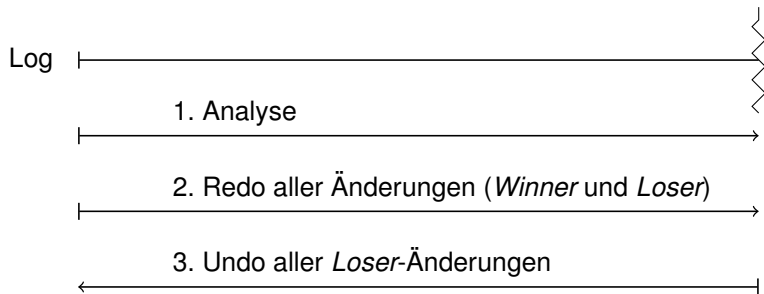 Log
1. Analyse
2. Redo aller Änderungen (Winner und Loser)
3. Undo aller Loser-Änderungen